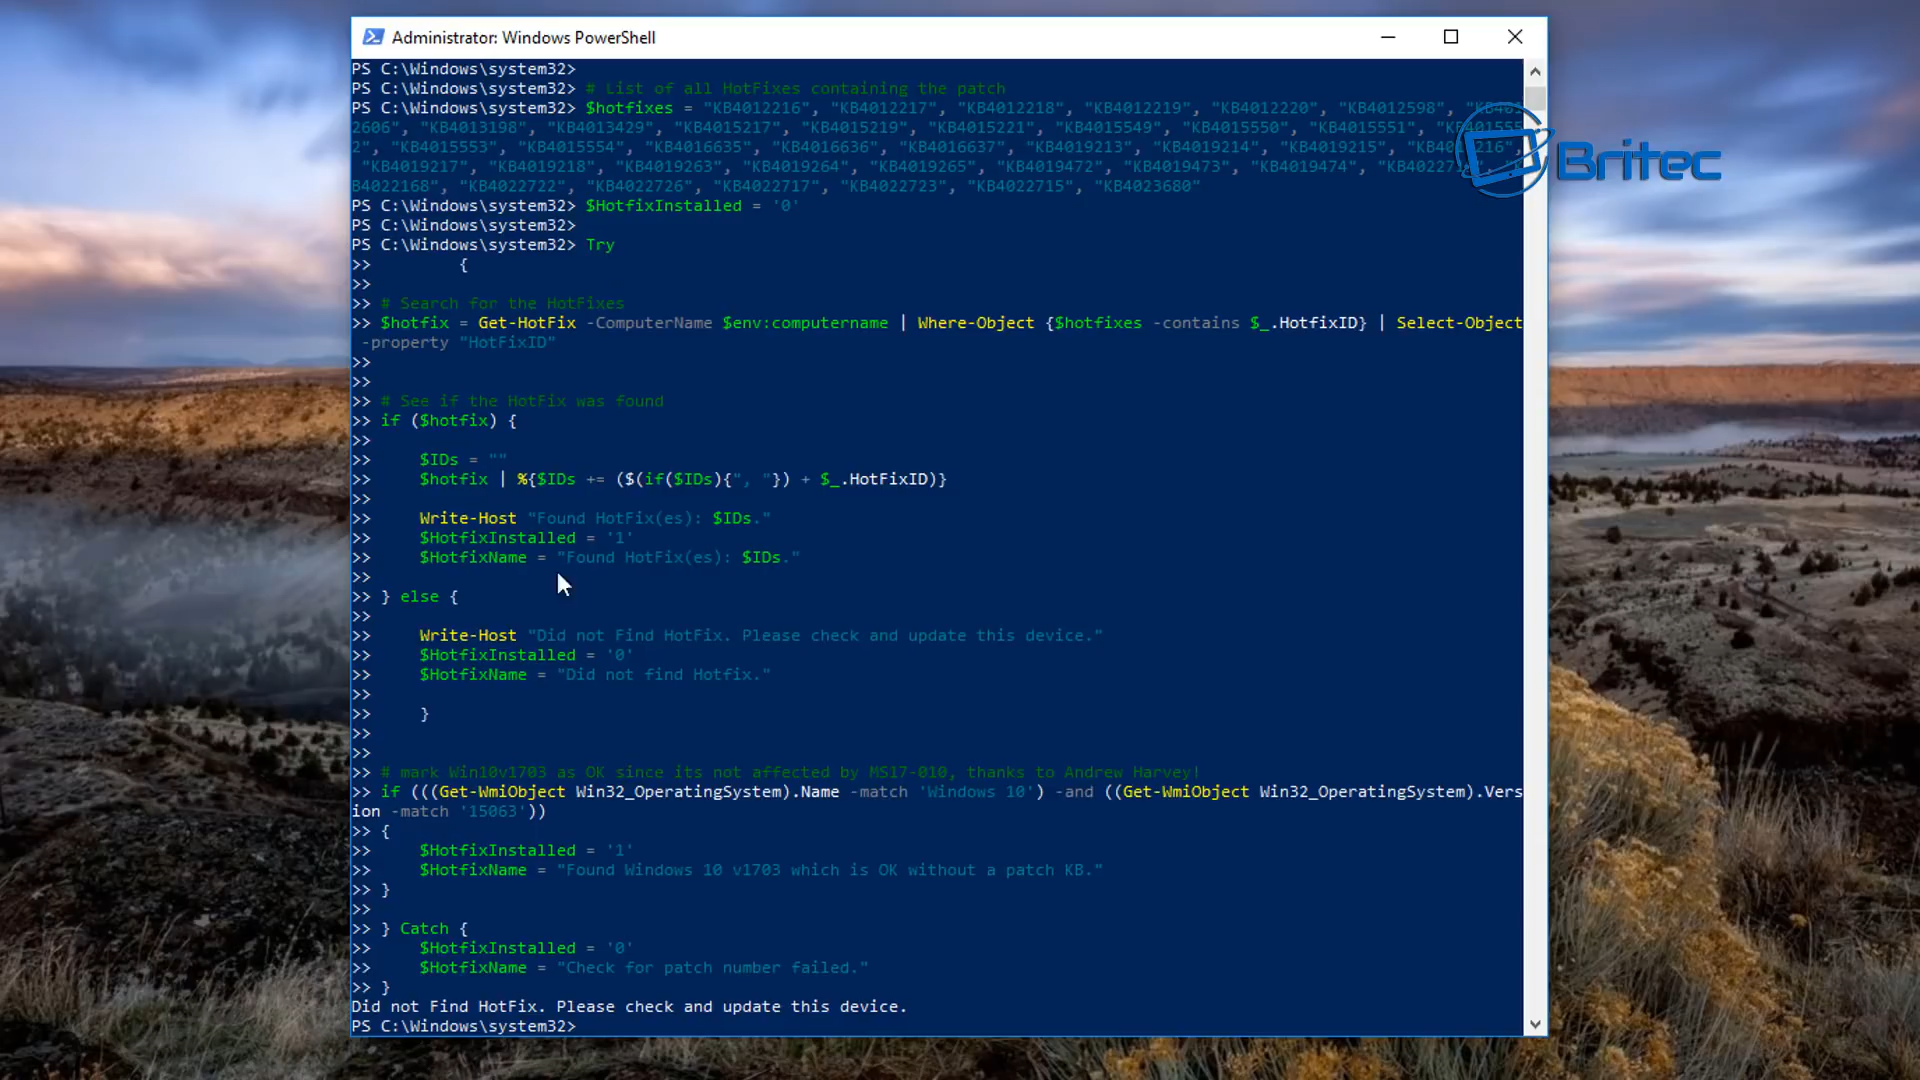 Administrator: Windows PowerShell
PS C:\Windows\system32>
PS C:\Windows\system32> # List of all HotFixes containing the patch
PS C:\Windows\system32> $hotfixes = "KB4012216", "KB4012217", "KB4012218", "KB4012219", "KB4012220", "KB4012598",
2606", "KB4013198", "KB4013429", "KB4015217", "KB4015219", "KB4015221", "KB4015549", "KB4015550", "KB4015551",
2", "KB4015553", "KB4015554", "KB4016635", "KB4016636", "KB4016637", "KB4019213", "KB4019214", "KB4019215",
"KB4019217", "KB4019218", "KB4019263", "KB4019264", "KB4019265", "KB4019472", "KB4019473", "KB4019474",
B4022168", "KB4022722", "KB4022726", "KB4022717", "KB4022723", "KB4022715", "KB4023680"
Britec
PS C:\Windows\system32> $HotfixInstalled = '0'
PS C:\Windows\system32>
PS C:\Windows\system32> Try
>> {
>>
>> # Search for the HotFixes
>> $hotfix = Get-HotFix -ComputerName $env:computername | Where-Object {$hotfixes -contains $_.HotfixID} | Select-Object
-property "HotFixID"
>>
>>
>> # See if the HotFix was found
>> if ($hotfix) {
>>
>> $IDs = ""
>> $hotfix | %{$IDs += ($(if($IDs){", "}) + $_.HotFixID)}
>>
>> Write-Host "Found HotFix(es): $IDs."
>> $HotfixInstalled = '1'
>> $HotfixName = "Found HotFix(es): $IDs."
>>
>> } else {
>>
>> Write-Host "Did not Find HotFix. Please check and update this device."
>> $HotfixInstalled = '0'
>> $HotfixName = "Did not find Hotfix."
>>
>> }
>>
>>
>> # mark Win10v1703 as OK since its not affected by MS17-010, thanks to Andrew Harvey!
>> if (((Get-WmiObject Win32_OperatingSystem).Name -match 'Windows 10') -and ((Get-WmiObject Win32_OperatingSystem).Vers
ion -match '15063'))
>> {
>> $HotfixInstalled = '1'
>> $HotfixName = "Found Windows 10 v1703 which is OK without a patch KB."
>> }
>>
>> } Catch {
>> $HotfixInstalled = '0'
>> $HotfixName = "Check for patch number failed."
>> }
Did not Find HotFix. Please check and update this device.
PS C:\Windows\system32>